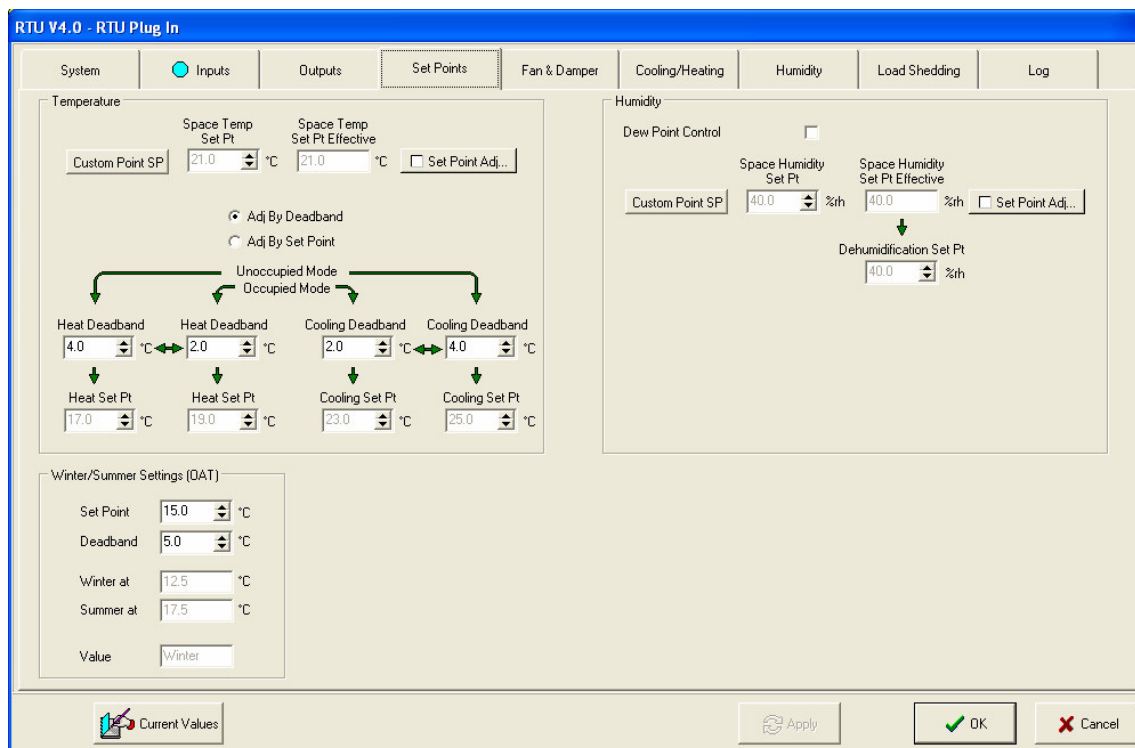 RTU V4.0 - RTU Plug In
System
Inputs
Outputs
Set Points
Fan & Damper
Cooling/Heating
Humidity
Load Shedding
Log
Temperature
Space Temp
Set Pt
Space Temp
Set Pt Effective
Custom Point SP
21.0
°C
21.0
°C
Set Point Adj...
Adj By Deadband
Adj By Set Point
Unoccupied Mode
Occupied Mode
Heat Deadband
Heat Deadband
Cooling Deadband
Cooling Deadband
4.0
°C
2.0
°C
2.0
°C
4.0
°C
Heat Set Pt
Heat Set Pt
Cooling Set Pt
Cooling Set Pt
17.0
°C
19.0
°C
23.0
°C
25.0
°C
Humidity
Dew Point Control
Space Humidity
Set Pt
Space Humidity
Set Pt Effective
Custom Point SP
40.0
%rh
40.0
%rh
Set Point Adj...
Dehumidification Set Pt
40.0
%rh
Winter/Summer Settings (OAT)
Set Point
15.0
°C
Deadband
5.0
°C
Winter at
12.5
°C
Summer at
17.5
°C
Value
Winter
Current Values
Apply
OK
Cancel